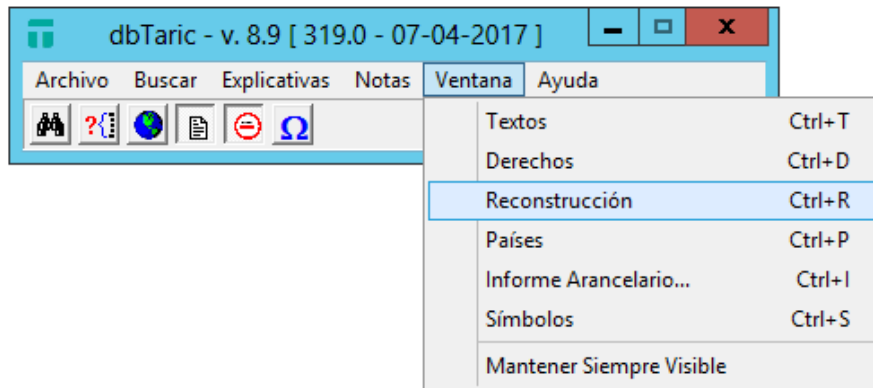 dbTaric - v. 8.9 [ 319.0 - 07-04-2017 ]
Archivo Buscar Explicativas Notas Ventana Ayuda
?{ Ω
Textos Ctrl+T
Derechos Ctrl+D
Reconstrucción Ctrl+R
Países Ctrl+P
Informe Arancelario... Ctrl+I
Símbolos Ctrl+S
Mantener Siempre Visible